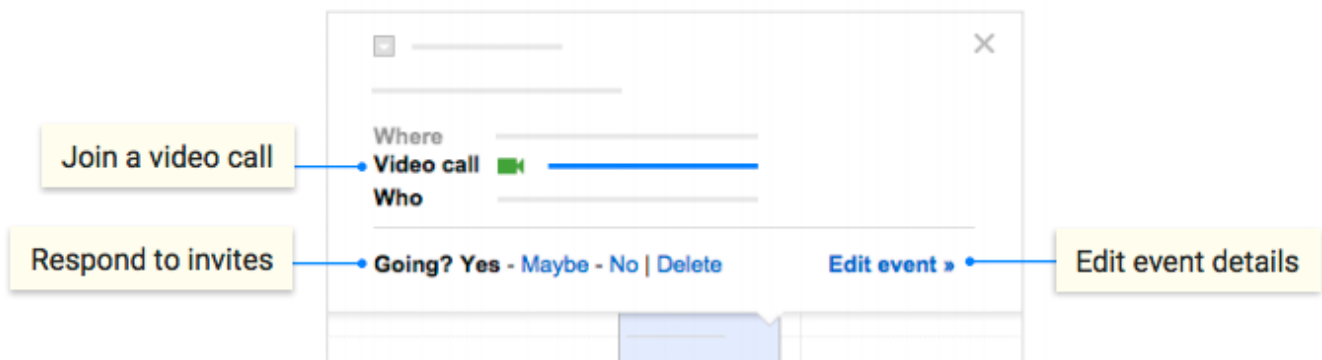 Where
Join a video call
Video call
Who
Respond to invites
Going? Yes - Maybe - No | Delete
Edit event »
Edit event details